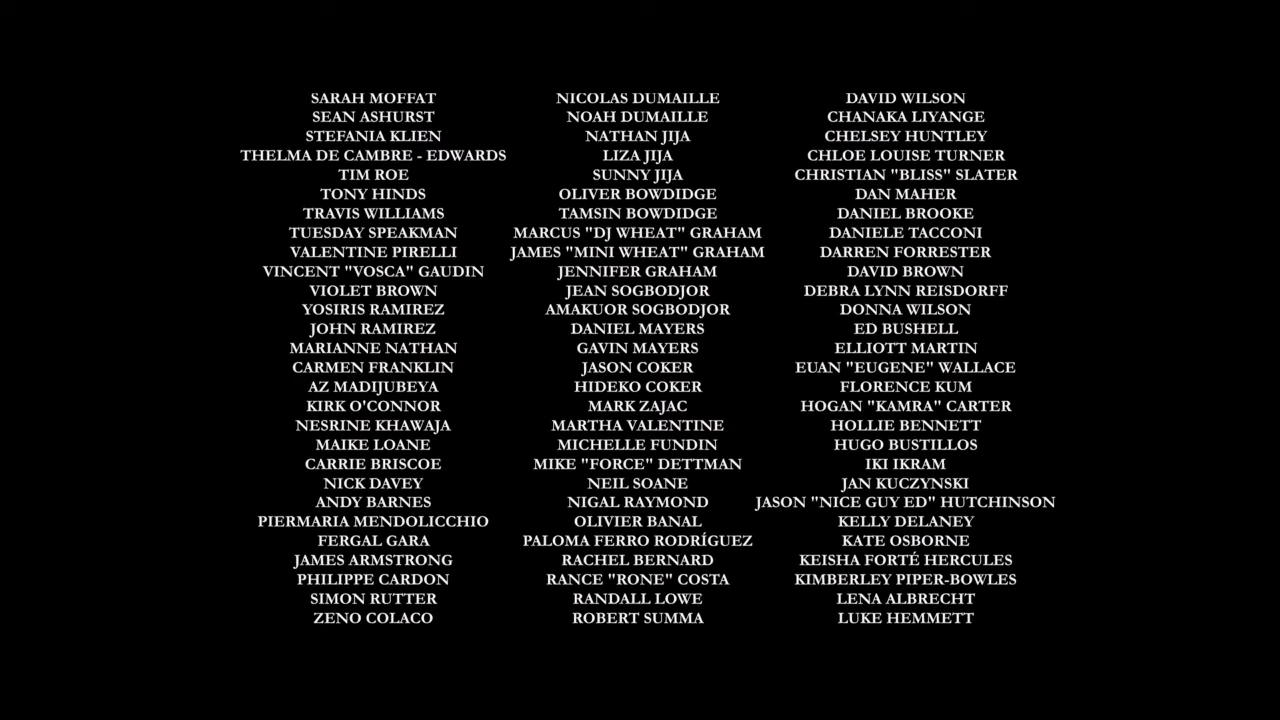 SARAH MOFFAT
SEAN ASHURST
STEFANIA KLIEN
THELMA DE CAMBRE - EDWARDS
TIM ROE
TONY HINDS
TRAVIS WILLIAMS
TUESDAY SPEAKMAN
VALENTINE PIRELLI
VINCENT "VOSCA" GAUDIN
VIOLET BROWN
YOSIRIS RAMIREZ
JOHN RAMIREZ
MARIANNE NATHAN
CARMEN FRANKLIN
AZ MADIJUBEYA
KIRK O'CONNOR
NESRINE KHAWAJA
MAIKE LOANE
CARRIE BRISCOE
NICK DAVEY
ANDY BARNES
PIERMARIA MENDOLICCHIO
FERGAL GARA
JAMES ARMSTRONG
PHILIPPE CARDON
SIMON RUTTER
ZENO COLACO
NICOLAS DUMAILLE
NOAH DUMAILLE
NATHAN JIJA
LIZA JIJA
SUNNY JIJA
OLIVER BOWDIDGE
TAMSIN BOWDIDGE
MARCUS "DJ WHEAT" GRAHAM
JAMES "MINI WHEAT" GRAHAM
JENNIFER GRAHAM
JEAN SOGBODJOR
AMAKUOR SOGBODJOR
DANIEL MAYERS
GAVIN MAYERS
JASON COKER
HIDEKO COKER
MARK ZAJAC
MARTHA VALENTINE
MICHELLE FUNDIN
MIKE "FORCE" DETTMAN
NEIL SOANE
NIGAL RAYMOND
OLIVIER BANAL
PALOMA FERRO RODRÍGUEZ
RACHEL BERNARD
RANCE "RONE" COSTA
RANDALL LOWE
ROBERT SUMMA
DAVID WILSON
CHANAKA LIYANGE
CHELSEY HUNTLEY
CHLOE LOUISE TURNER
CHRISTIAN "BLISS" SLATER
DAN MAHER
DANIEL BROOKE
DANIELE TACCONI
DARREN FORRESTER
DAVID BROWN
DEBRA LYNN REISDORFF
DONNA WILSON
ED BUSHELL
ELLIOTT MARTIN
EUAN "EUGENE" WALLACE
FLORENCE KUM
HOGAN "KAMRA" CARTER
HOLLIE BENNETT
HUGO BUSTILLOS
IKI IKRAM
JAN KUCZYNSKI
JASON "NICE GUY ED" HUTCHINSON
KELLY DELANEY
KATE OSBORNE
KEISHA FORTÉ HERCULES
KIMBERLEY PIPER-BOWLES
LENA ALBRECHT
LUKE HEMMETT